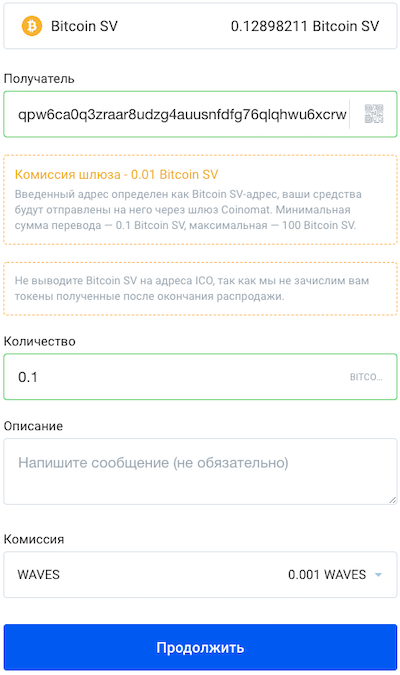 Bitcoin SV 0.12898211 Bitcoin SV
Получатель
qpw6ca0q3zraar8udzg4auusnfdfg76qlqhwu6xcrw
Комиссия шлюза - 0.01 Bitcoin SV
Введенный адрес определен как Bitcoin SV-адрес, ваши средства
будут отправлены на него через шлюз Coinomat. Минимальная
сумма перевода — 0.1 Bitcoin SV, максимальная — 100 Bitcoin SV.
Не выводите Bitcoin SV на адреса ICO, так как мы не зачислим вам
токены полученные после окончания распродажи.
Количество
0.1 BITCO...
Описание
Напишите сообщение (не обязательно)
Комиссия
WAVES 0.001 WAVES
Продолжить